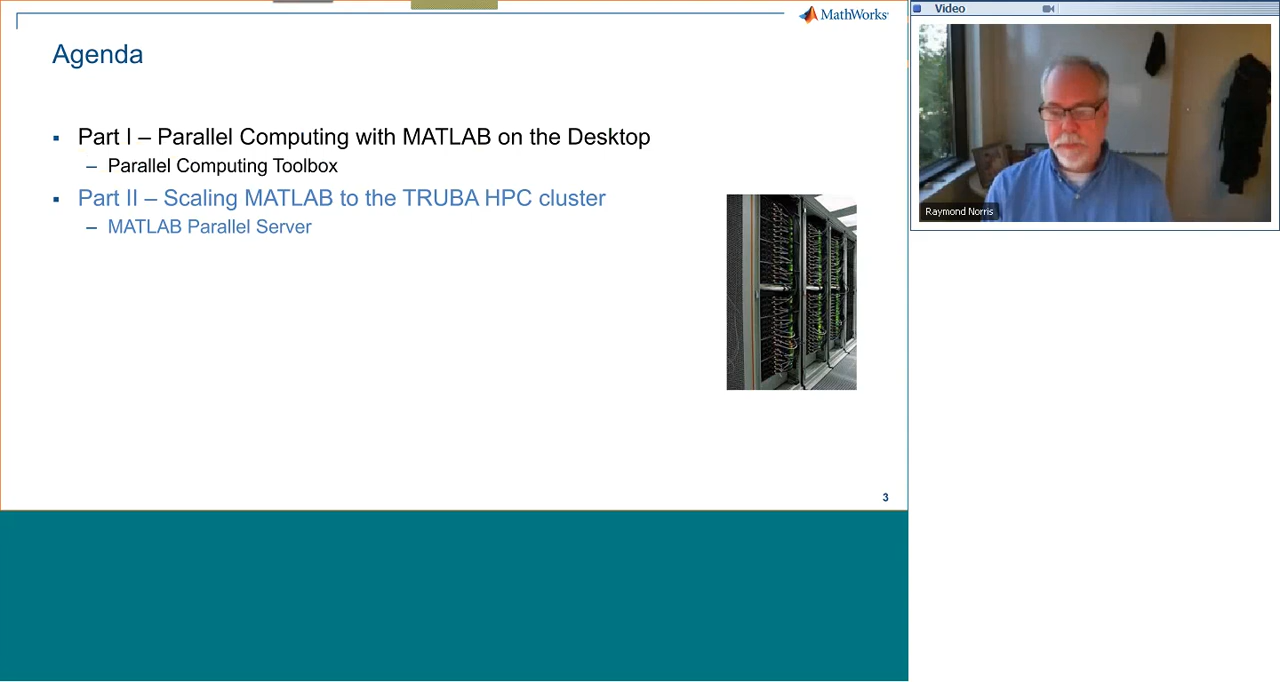 MathWorks
Agenda
▪ Part I – Parallel Computing with MATLAB on the Desktop
– Parallel Computing Toolbox
▪ Part II – Scaling MATLAB to the TRUBA HPC cluster
– MATLAB Parallel Server
3
Video
Raymond Norris